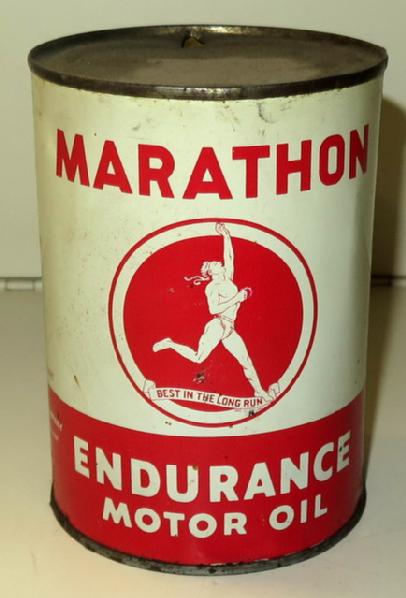 MARATHON
BEST IN THE LONG RUN
ENDURANCE
MOTOR OIL